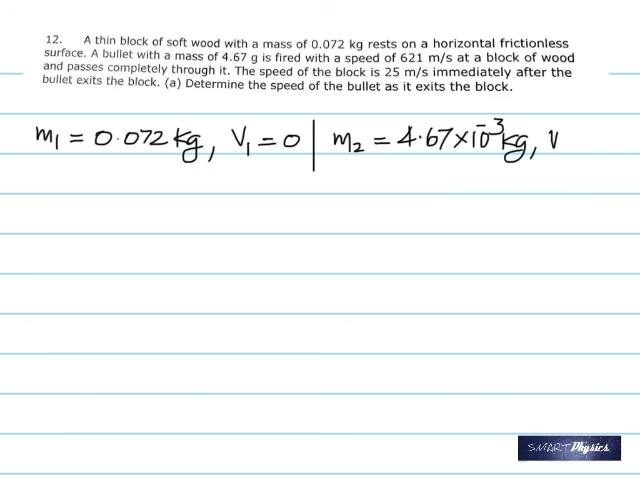 12. A thin block of soft wood with a mass of 0.072 kg rests on a horizontal frictionless
surface. A bullet with a mass of 4.67 g is fired with a speed of 621 m/s at a block of wood
and passes completely through it. The speed of the block is 25 m/s immediately after the
bullet exits the block. (a) Determine the speed of the bullet as it exits the block.
m₁ = 0.072 kg, V₁ = 0 | m₂ = 4.67×10⁻³ kg, V
SMART Physics